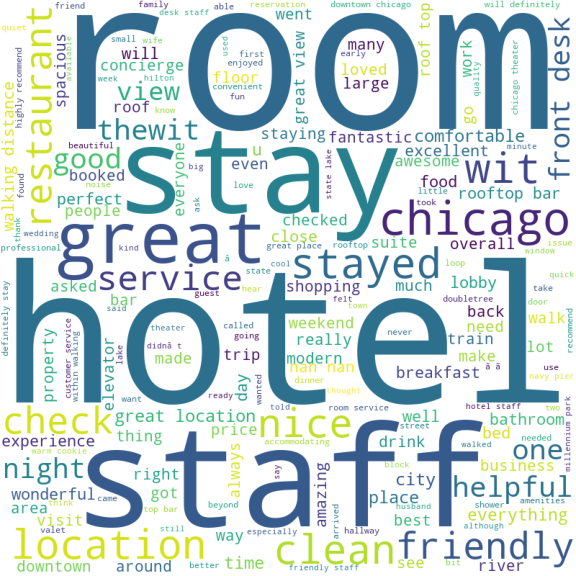 friend
family
desk staff
able
reservation
downtown chicago
will definitely
room
quiet
available
highly recommend
spacious
concierge
week
small
wife
hilton
convenient
used
first
enjoyed
fun
many
early
loved
large
will
went
great view
roof top
go
work
quality
chicago theater
front desk
restaurant
walking distance
found
thank
view
floor
roof
know
thewit
staying
fantastic
comfortable
good
beautiful
booked
noise
perfect
people
everyone
stay
u
even
big
ask
love
state lake
excellent
awesome
food
little
took
wit
rooftop bar
minute
checked
close
suite
chicago
professional
wedding
great
kind
â
great place
rooftop
overall
issue
window
service
asked
bar
state
cool
guest
hear
shopping
stayed
felt
much
loop
lobby
back
quick
definitely stay
said
hotel
town
doubletree
need
door
take
walk
recommend
property
customer service
within walking
lake
elevator
theater
didnâ t
made
called
going
trip
day
weekend
really
modern
han nan
dinner
never
train
make
breakfast
â â
lot
use
navy pier
want
ready
wanted
thought
check
great location
nice
told
room service
hotel staff
two
millennium park
experience
thing
price
accommodating
well
street
walked
drink
bed
needed
bathroom
warm cookie
staff
one
night
right
always
say
amazing
block
city
business
wonderful
came
got
place
husband
shower
amenities
helpful
area
think
visit
valet
top bar
still
way
beyond
especially
arrived
hallway
best
although
everything
location
downtown
around
better
time
friendly staff
clean
see
bit
friendly
river